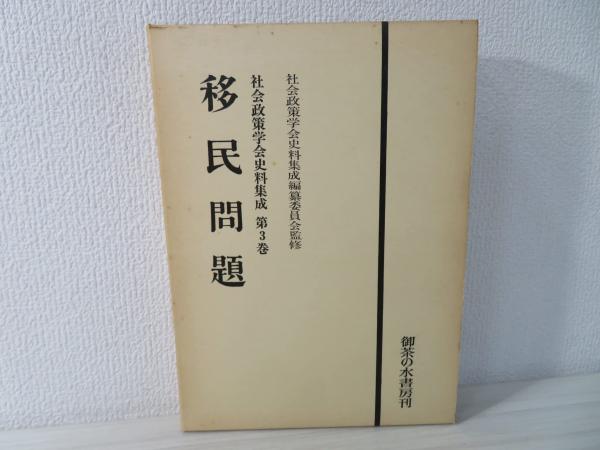 社会政策学会史料集成編纂委員会監修
社会政策学会史料集成 第3巻
移民問題
御茶の水書房刊